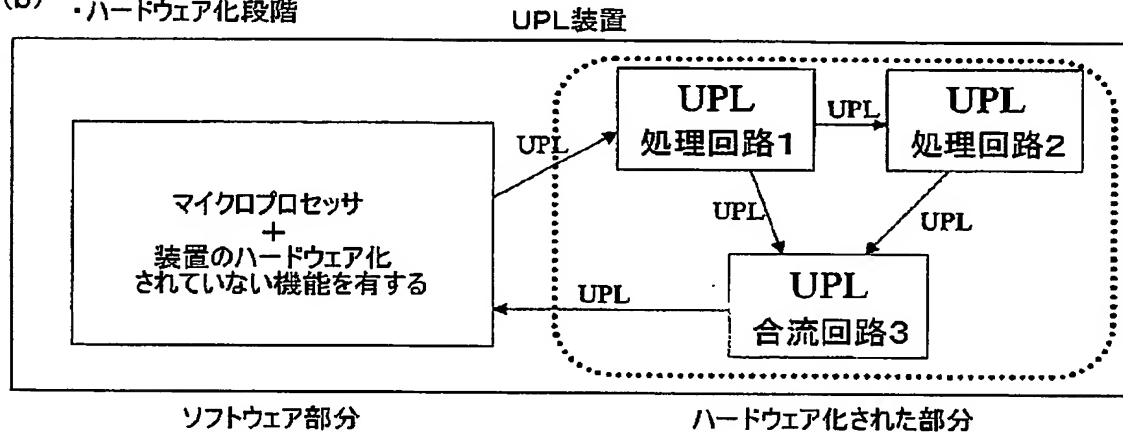 (b) ・ハードウェア化段階
UPL装置
UPL
処理回路1
UPL
UPL
処理回路2
UPL
マイクロプロセッサ
+
装置のハードウェア化
されていない機能を有する
UPL
UPL
UPL
UPL
合流回路3
ソフトウェア部分
ハードウェア化された部分